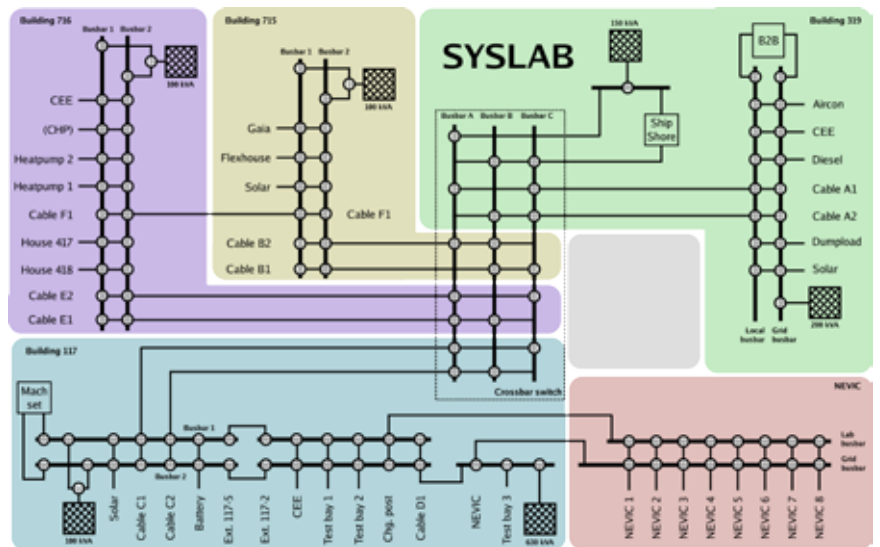 Building 716
Busbar 1 Busbar 2
100 kVA
CEE
(CHP)
Heatpump 2
Heatpump 1
Cable F1
House 417
House 418
Cable E2
Cable E1
Building 715
Busbar 1 Busbar 2
100 kVA
Gaia
Flexhouse
Solar
Cable F1
Cable B2
Cable B1
SYSLAB
150 kVA
Ship
Shore
Busbar A Busbar B Busbar C
Crossbar switch
Building 319
B2B
Aircon
CEE
Diesel
Cable A1
Cable A2
Dumpload
Solar
200 kVA
Local
busbar
Grid
busbar
Building 117
Mach
set
Busbar 1
Busbar 2
100 kVA
Solar
Cable C1
Cable C2
Battery
Ext. 117-5
Ext. 117-2
CEE
Test bay 1
Test bay 2
Chg. post
Cable D1
NEVIC
Test bay 3
630 kVA
NEVIC
Lab
busbar
Grid
busbar
NEVIC 1
NEVIC 2
NEVIC 3
NEVIC 4
NEVIC 5
NEVIC 6
NEVIC 7
NEVIC 8